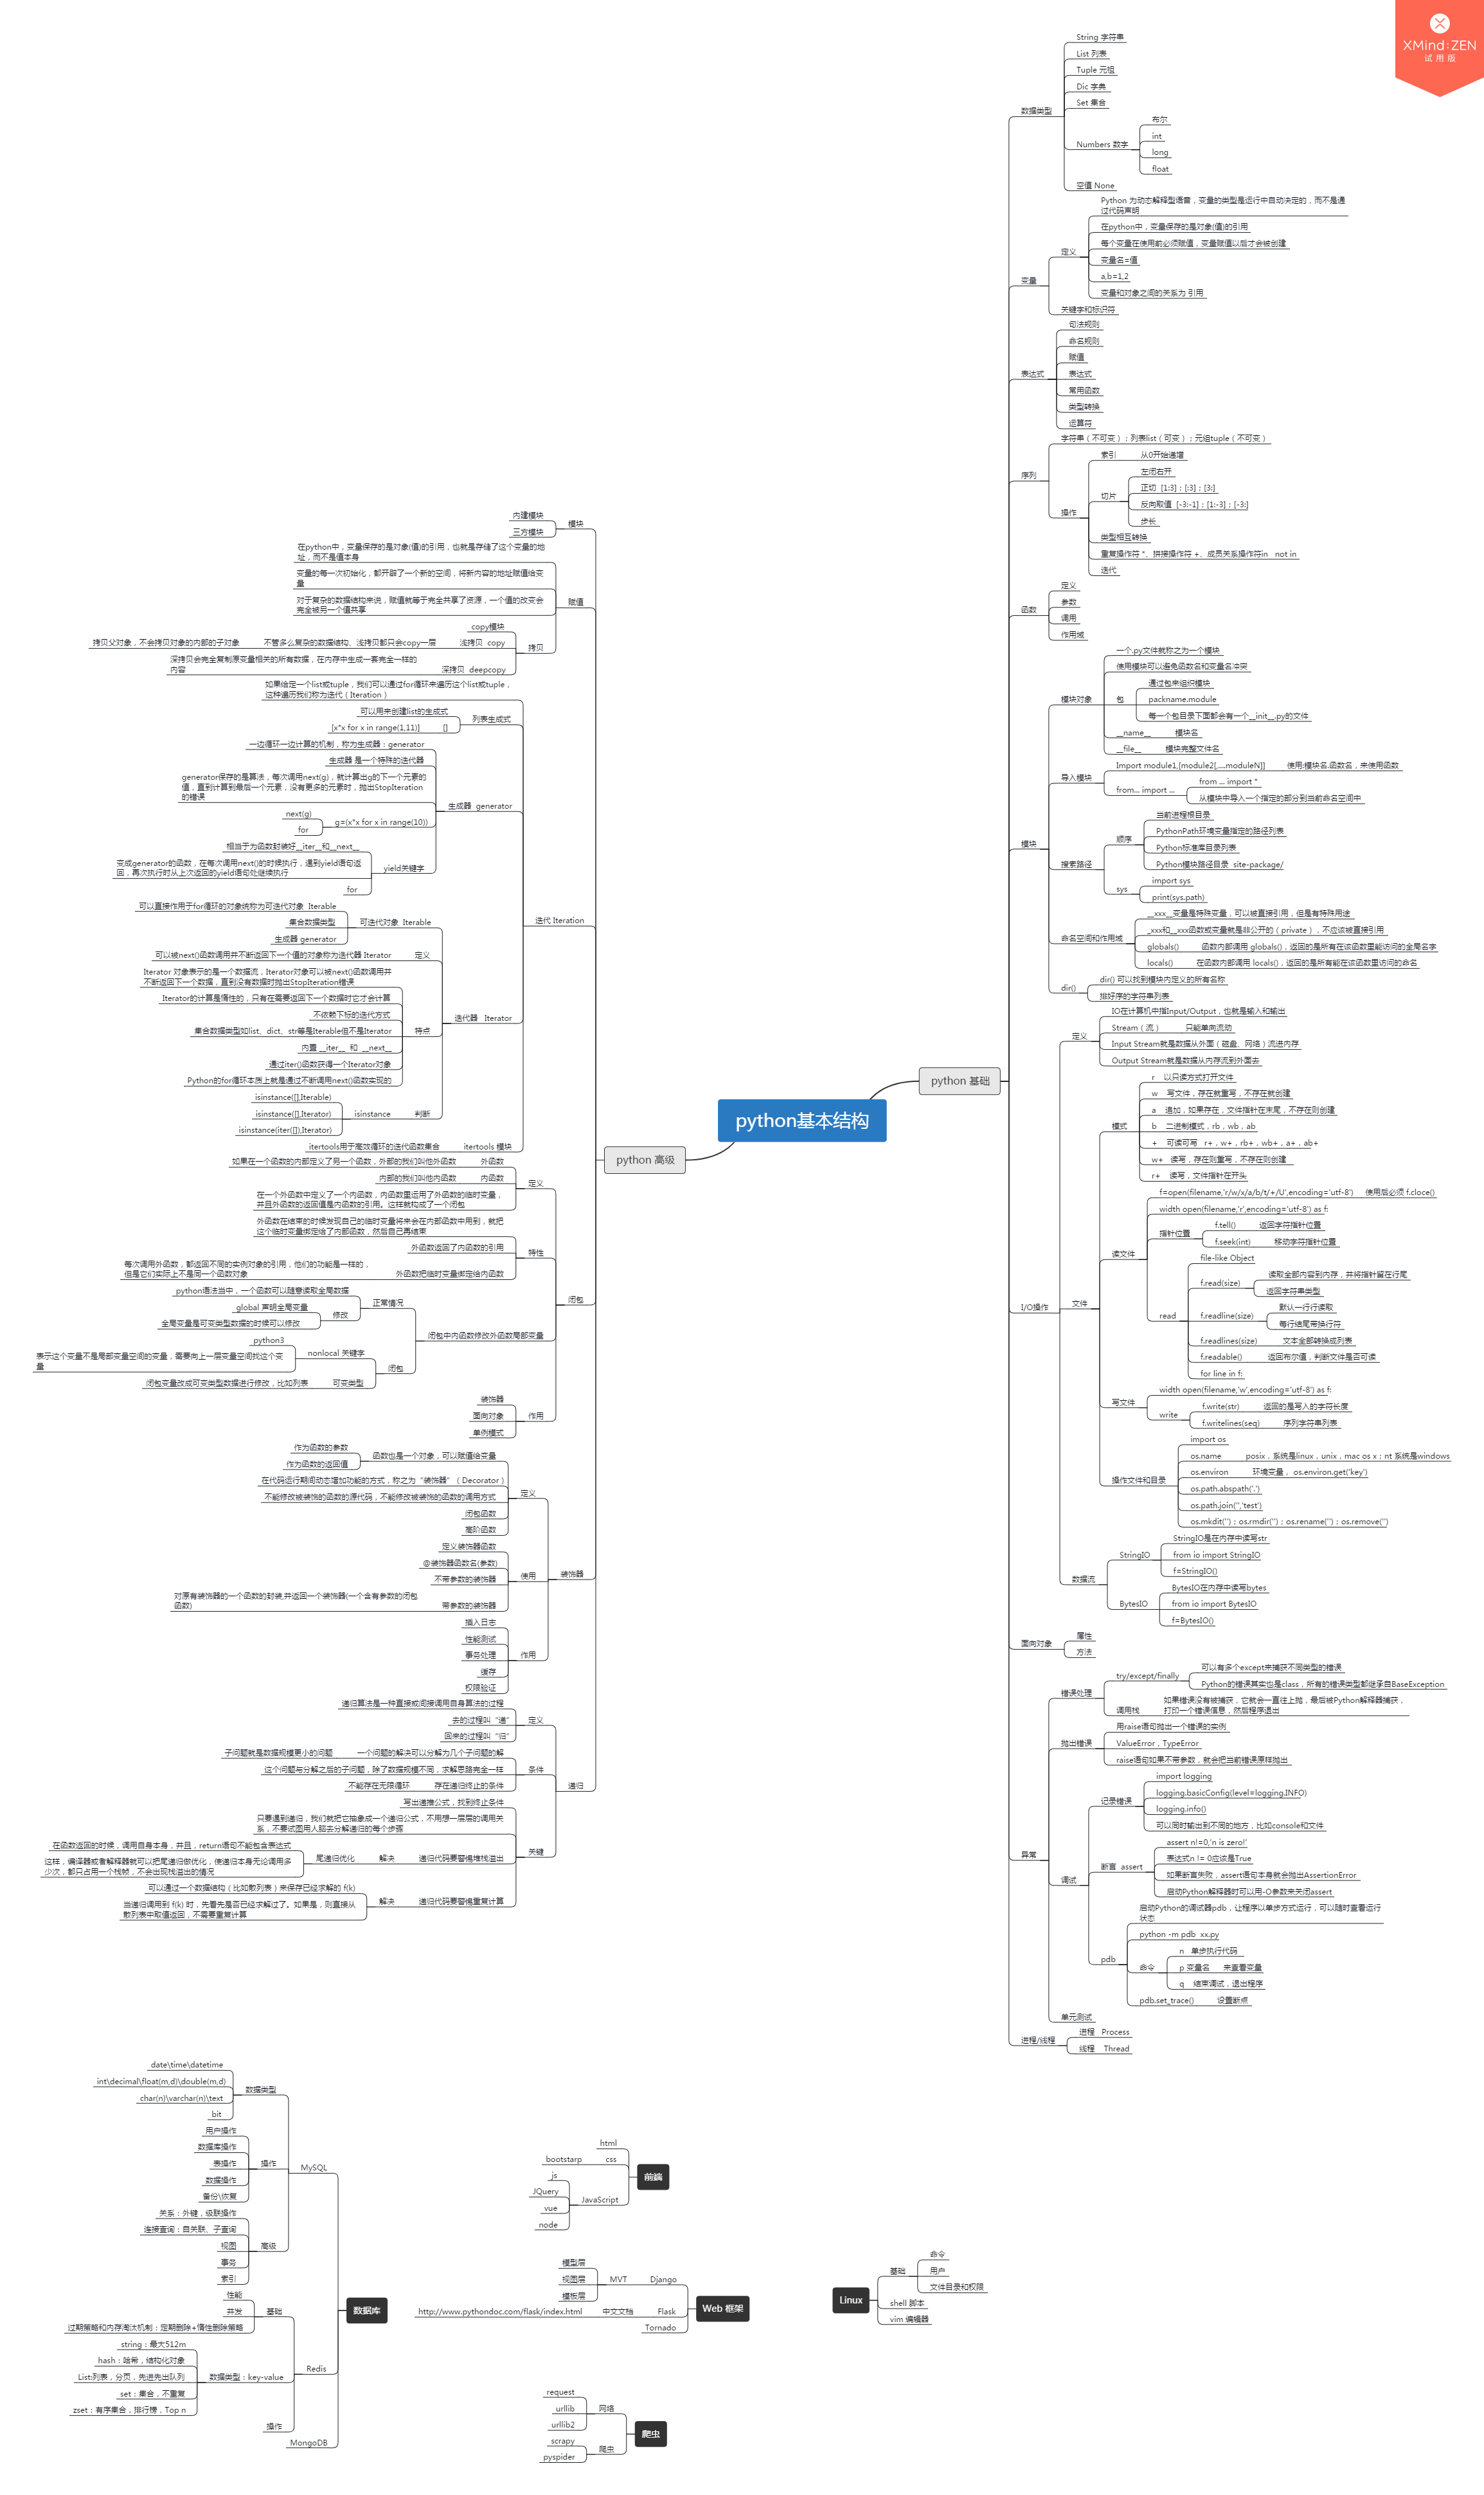 XMind:ZEN
试用版
python基本结构
python 基础
数据类型
String 字符串
List 列表
Tuple 元祖
Dic 字典
Set 集合
Numbers 数字
布尔
int
long
float
空值 None
变量
定义
Python 为动态解释型语言，变量的类型是运行中自动决定的，而不是通
过代码声明
在python中，变量保存的是对象(值)的引用
每个变量在使用前必须赋值，变量赋值以后才会被创建
变量名=值
a,b=1,2
变量和对象之间的关系为 引用
关键字和标识符
表达式
句法规则
命名规则
赋值
表达式
常用函数
类型转换
运算符
序列
字符串（不可变）；列表list（可变）；元组tuple（不可变）
操作
索引 从0开始递增
切片
左闭右开
正切 [1:3]；[:3]；[3:]
反向取值 [-3:-1]；[1:-3]；[-3:]
步长
类型相互转换
重复操作符 *、拼接操作符 +、成员关系操作符in not in
迭代
函数
定义
参数
调用
作用域
模块
模块对象
一个.py文件就称之为一个模块
使用模块可以避免函数名和变量名冲突
包
通过包来组织模块
packname.module
每一个包目录下面都会有一个__init__.py的文件
__name__ 模块名
__file__ 模块完整文件名
导入模块
Import module1,[module2[,....moduleN]] 使用:模块名.函数名，来使用函数
from... import ...
from ... import *
从模块中导入一个指定的部分到当前命名空间中
搜索路径
顺序
当前进程根目录
PythonPath环境变量指定的路径列表
Python标准库目录列表
Python模块路径目录 site-package/
sys
import sys
print(sys.path)
命名空间和作用域
__xxx__变量是特殊变量，可以被直接引用，但是有特殊用途
_xxx和__xxx函数或变量就是非公开的（private），不应该被直接引用
globals() 函数内部调用 globals()，返回的是所有在该函数里能访问的全局名字
locals() 在函数内部调用 locals()，返回的是所有能在该函数里访问的命名
dir()
dir() 可以找到模块内定义的所有名称
排好序的字符串列表
I/O操作
定义
IO在计算机中指Input/Output，也就是输入和输出
Stream（流） 只能单向流动
Input Stream就是数据从外面（磁盘、网络）流进内存
Output Stream就是数据从内存流到外面去
文件
模式
r 以只读方式打开文件
w 写文件，存在就重写，不存在就创建
a 追加，如果存在，文件指针在末尾，不存在则创建
b 二进制模式，rb，wb，ab
+ 可读可写 r+，w+，rb+，wb+，a+，ab+
w+ 读写，存在则重写，不存在则创建
r+ 读写，文件指针在开头
读文件
f=open(filename,'r/w/x/a/b/t/+/U',encoding='utf-8') 使用后必须 f.cloce()
width open(filename,'r',encoding='utf-8') as f:
指针位置
f.tell() 返回字符指针位置
f.seek(int) 移动字符指针位置
read
file-like Object
f.read(size)
读取全部内容到内存，并将指针留在行尾
返回字符串类型
f.readline(size)
默认一行行读取
每行结尾带换行符
f.readlines(size) 文本全部转换成列表
f.readable() 返回布尔值，判断文件是否可读
for line in f:
写文件
width open(filename,'w',encoding='utf-8') as f:
write
f.write(str) 返回的是写入的字符长度
f.writelines(seq) 序列字符串列表
操作文件和目录
import os
os.name posix，系统是linux，unix，mac os x；nt 系统是windows
os.environ 环境变量， os.environ.get('key')
os.path.abspath('.')
os.path.join('','test')
os.mkdit('')；os.rmdir('')；os.rename('')；os.remove('')
数据流
StringIO
StringIO是在内存中读写str
from io import StringIO
f=StringIO()
BytesIO
BytesIO在内存中读写bytes
from io import BytesIO
f=BytesIO()
面向对象
属性
方法
异常
错误处理
try/except/finally
可以有多个except来捕获不同类型的错误
Python的错误其实也是class，所有的错误类型都继承自BaseException
调用栈
如果错误没有被捕获，它就会一直往上抛，最后被Python解释器捕获，
打印一个错误信息，然后程序退出
抛出错误
用raise语句抛出一个错误的实例
ValueError，TypeError
raise语句如果不带参数，就会把当前错误原样抛出
调试
记录错误
import logging
logging.basicConfig(level=logging.INFO)
logging.info()
可以同时输出到不同的地方，比如console和文件
断言 assert
assert n!=0,'n is zero!'
表达式n != 0应该是True
如果断言失败，assert语句本身就会抛出AssertionError
启动Python解释器时可以用-O参数来关闭assert
pdb
启动Python的调试器pdb，让程序以单步方式运行，可以随时查看运行
状态
python -m pdb xx.py
命令
n 单步执行代码
p 变量名 来查看变量
q 结束调试，退出程序
pdb.set_trace() 设置断点
单元测试
进程/线程
进程 Process
线程 Thread
python 高级
模块
内建模块
三方模块
赋值
在python中，变量保存的是对象(值)的引用，也就是存储了这个变量的地
址，而不是值本身
变量的每一次初始化，都开辟了一个新的空间，将新内容的地址赋值给变
量
对于复杂的数据结构来说，赋值就等于完全共享了资源，一个值的改变会
完全被另一个值共享
拷贝
copy模块
浅拷贝 copy
不管多么复杂的数据结构，浅拷贝都只会copy一层
拷贝父对象，不会拷贝对象的内部的子对象
深拷贝 deepcopy
深拷贝会完全复制原变量相关的所有数据，在内存中生成一套完全一样的
内容
迭代 Iteration
如果给定一个list或tuple，我们可以通过for循环来遍历这个list或tuple，
这种遍历我们称为迭代（Iteration）
列表生成式
可以用来创建list的生成式
[] [x*x for x in range(1,11)]
生成器 generator
一边循环一边计算的机制，称为生成器：generator
生成器 是一个特殊的迭代器
generator保存的是算法，每次调用next(g)，就计算出g的下一个元素的
值，直到计算到最后一个元素，没有更多的元素时，抛出StopIteration
的错误
g=(x*x for x in range(10))
next(g)
for
yield关键字
相当于为函数封装好__iter__和__next__
变成generator的函数，在每次调用next()的时候执行，遇到yield语句返
回，再次执行时从上次返回的yield语句处继续执行
for
迭代器 Iterator
可迭代对象 Iterable
可以直接作用于for循环的对象统称为可迭代对象 Iterable
集合数据类型
生成器 generator
定义
可以被next()函数调用并不断返回下一个值的对象称为迭代器 Iterator
特点
Iterator 对象表示的是一个数据流，Iterator对象可以被next()函数调用并
不断返回下一个数据，直到没有数据时抛出StopIteration错误
Iterator的计算是惰性的，只有在需要返回下一个数据时它才会计算
不依赖下标的迭代方式
集合数据类型如list、dict、str等是Iterable但不是Iterator
内置 __iter__ 和 __next__
通过iter()函数获得一个Iterator对象
Python的for循环本质上就是通过不断调用next()函数实现的
判断
isinstance
isinstance([],Iterable)
isinstance([],Iterator)
isinstance(iter([]),Iterator)
itertools 模块
itertools用于高效循环的迭代函数集合
闭包
定义
外函数
如果在一个函数的内部定义了另一个函数，外部的我们叫他外函数
内函数
内部的我们叫他内函数
在一个外函数中定义了一个内函数，内函数里运用了外函数的临时变量，
并且外函数的返回值是内函数的引用。这样就构成了一个闭包
特性
外函数在结束的时候发现自己的临时变量将来会在内部函数中用到，就把
这个临时变量绑定给了内部函数，然后自己再结束
外函数返回了内函数的引用
外函数把临时变量绑定给内函数
每次调用外函数，都返回不同的实例对象的引用，他们的功能是一样的，
但是它们实际上不是同一个函数对象
闭包中内函数修改外函数局部变量
正常情况
python语法当中，一个函数可以随意读取全局数据
修改
global 声明全局变量
全局变量是可变类型数据的时候可以修改
闭包
nonlocal 关键字
python3
表示这个变量不是局部变量空间的变量，需要向上一层变量空间找这个变
量
可变类型
闭包变量改成可变类型数据进行修改，比如列表
作用
装饰器
面向对象
单例模式
装饰器
定义
函数也是一个对象，可以赋值给变量
作为函数的参数
作为函数的返回值
在代码运行期间动态增加功能的方式，称之为“装饰器”（Decorator）
不能修改被装饰的函数的源代码，不能修改被装饰的函数的调用方式
闭包函数
高阶函数
使用
定义装饰器函数
@装饰器函数名(参数)
不带参数的装饰器
带参数的装饰器
对原有装饰器的一个函数的封装,并返回一个装饰器(一个含有参数的闭包
函数)
作用
插入日志
性能测试
事务处理
缓存
权限验证
递归
定义
递归算法是一种直接或间接调用自身算法的过程
去的过程叫“递”
回来的过程叫“归”
条件
一个问题的解决可以分解为几个子问题的解
子问题就是数据规模更小的问题
这个问题与分解之后的子问题，除了数据规模不同，求解思路完全一样
存在递归终止的条件
不能存在无限循环
关键
写出递推公式，找到终止条件
只要遇到递归，我们就把它抽象成一个递归公式，不用想一层层的调用关
系，不要试图用人脑去分解递归的每个步骤
递归代码要警惕堆栈溢出
解决
尾递归优化
在函数返回的时候，调用自身本身，并且，return语句不能包含表达式
这样，编译器或者解释器就可以把尾递归做优化，使递归本身无论调用多
少次，都只占用一个栈帧，不会出现栈溢出的情况
递归代码要警惕重复计算
解决
可以通过一个数据结构（比如散列表）来保存已经求解的 f(k)
当递归调用到 f(k) 时，先看先是否已经求解过了。如果是，则直接从
散列表中取值返回，不需要重复计算
数据库
MySQL
数据类型
date\time\datetime
int\decimal\float(m,d)\double(m,d)
char(n)\varchar(n)\text
bit
操作
用户操作
数据库操作
表操作
数据操作
备份\恢复
高级
关系：外键，级联操作
连接查询：自关联、子查询
视图
事务
索引
Redis
基础
性能
并发
过期策略和内存淘汰机制：定期删除+惰性删除策略
数据类型：key-value
string：最大512m
hash：哈希，结构化对象
List:列表，分页，先进先出队列
set：集合，不重复
zset：有序集合，排行榜，Top n
操作
MongoDB
前端
html
css
bootstarp
JavaScript
js
JQuery
vue
node
Web 框架
Django
MVT
模型层
视图层
模板层
Flask
中文文档
http://www.pythondoc.com/flask/index.html
Tornado
爬虫
网络
request
urllib
urllib2
爬虫
scrapy
pyspider
Linux
基础
命令
用户
文件目录和权限
shell 脚本
vim 编辑器